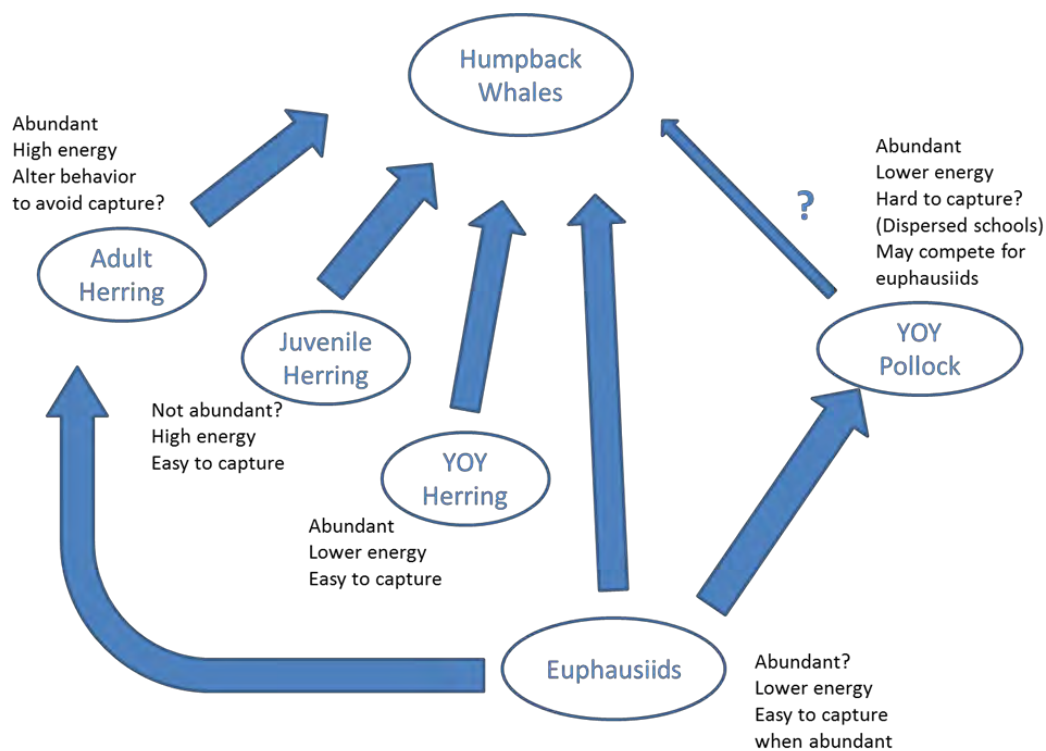 Humpback
Whales
Abundant
High energy
Alter behavior
to avoid capture?
Adult
Herring
Juvenile
Herring
Not abundant?
High energy
Easy to capture
YOY
Herring
Abundant
Lower energy
Easy to capture
?
Abundant
Lower energy
Hard to capture?
(Dispersed schools)
May compete for
euphausiids
YOY
Pollock
Euphausiids
Abundant?
Lower energy
Easy to capture
when abundant